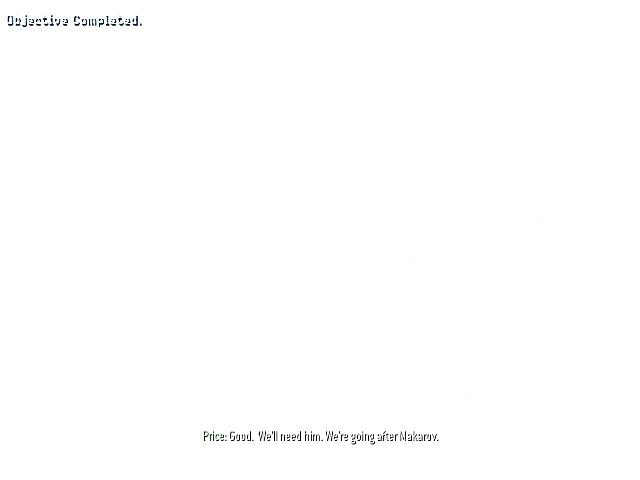 Objective Completed.
Price: Good.  We'll need him. We're going after Makarov.